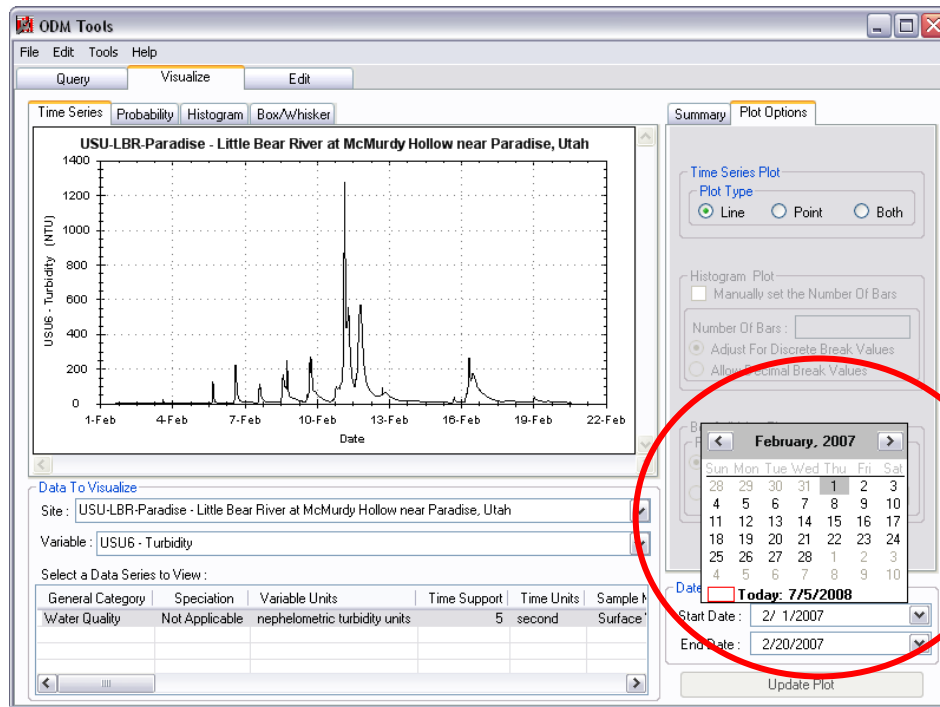 ODM Tools
File Edit Tools Help
Query Visualize Edit
Time Series Probability Histogram Box/Whisker
USU-LBR-Paradise - Little Bear River at McMurdy Hollow near Paradise, Utah
USU6 - Turbidity (NTU)
1400
1200
1000
800
600
400
200
0
1-Feb 4-Feb 7-Feb 10-Feb 13-Feb 16-Feb 19-Feb 22-Feb
Date
Data To Visualize
Site : USU-LBR-Paradise - Little Bear River at McMurdy Hollow near Paradise, Utah
Variable : USU6 - Turbidity
Select a Data Series to View :
General Category Speciation Variable Units Time Support Time Units Sample
Water Quality Not Applicable nephelometric turbidity units 5 second Surface
Summary Plot Options
Time Series Plot
Plot Type
Line Point Both
Histogram Plot
Manually set the Number Of Bars
Number Of Bars :
Adjust For Discrete Break Values
Allow Decimal Break Values
February, 2007
Sun Mon Tue Wed Thu Fri Sat
28 29 30 31 1 2 3
4 5 6 7 8 9 10
11 12 13 14 15 16 17
18 19 20 21 22 23 24
25 26 27 28 1 2 3
4 5 6 7 8 9 10
Today: 7/5/2008
Date
Start Date : 2/ 1/2007
End Date : 2/20/2007
Update Plot